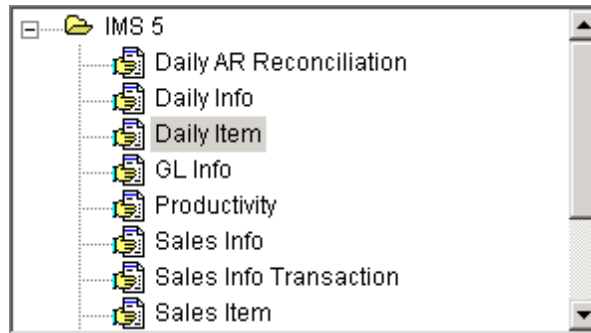 IMS 5
Daily AR Reconciliation
Daily Info
Daily Item
GL Info
Productivity
Sales Info
Sales Info Transaction
Sales Item